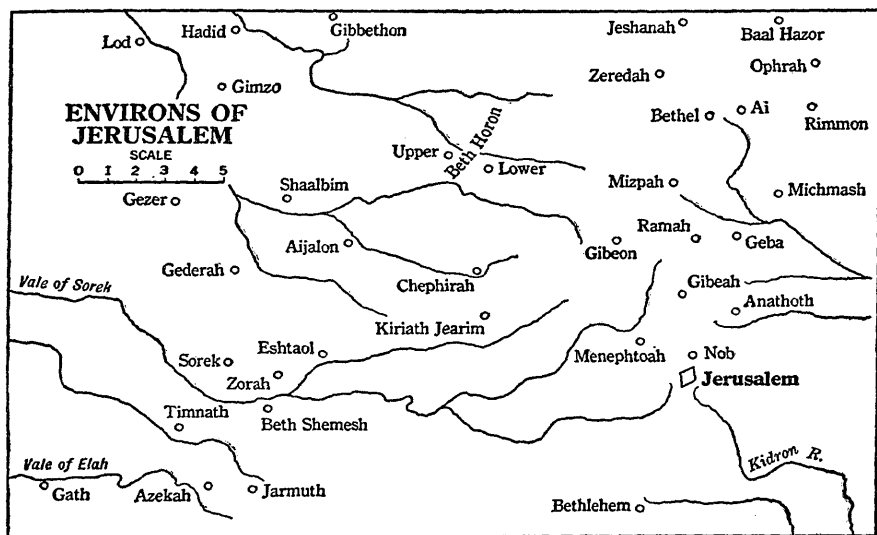 Gibbethon
Hadid
Lod
Jeshanah
Baal Hazor
Ophrah
Zeredah
Gimzo
ENVIRONS OF
JERUSALEM
SCALE
0 1 2 3 4 5
Bethel
Ai
Rimmon
Beth Horon
Upper
Lower
Shaalbim
Gezer
Mizpah
Michmash
Ramah
Geba
Gibeon
Aijalon
Gederah
Chephirah
Vale of Sorek
Gibeah
Anathoth
Kiriath Jearim
Menephtoah
Nob
Eshtaol
Sorek
Zorah
Jerusalem
Timnath
Beth Shemesh
Kidron R.
Vale of Elah
Gath
Azekah
Jarmuth
Bethlehem